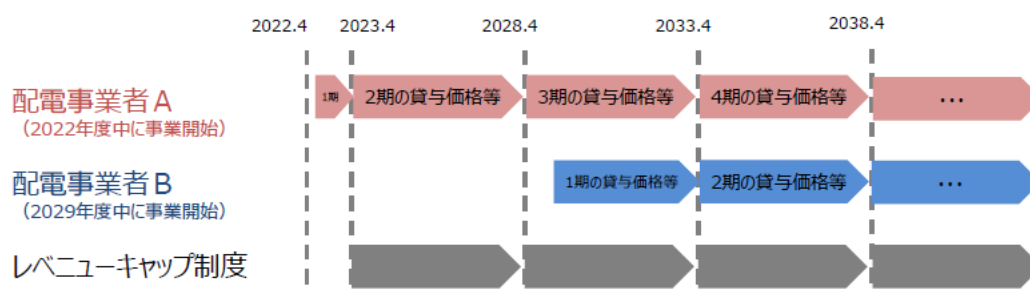 2022.4 2023.4 2028.4 2033.4 2038.4
配電事業者A
(2022年度中に事業開始)
1期 2期の貸与価格等 3期の貸与価格等 4期の貸与価格等 …
配電事業者B
(2029年度中に事業開始)
1期の貸与価格等 2期の貸与価格等 …
レベニューキャップ制度